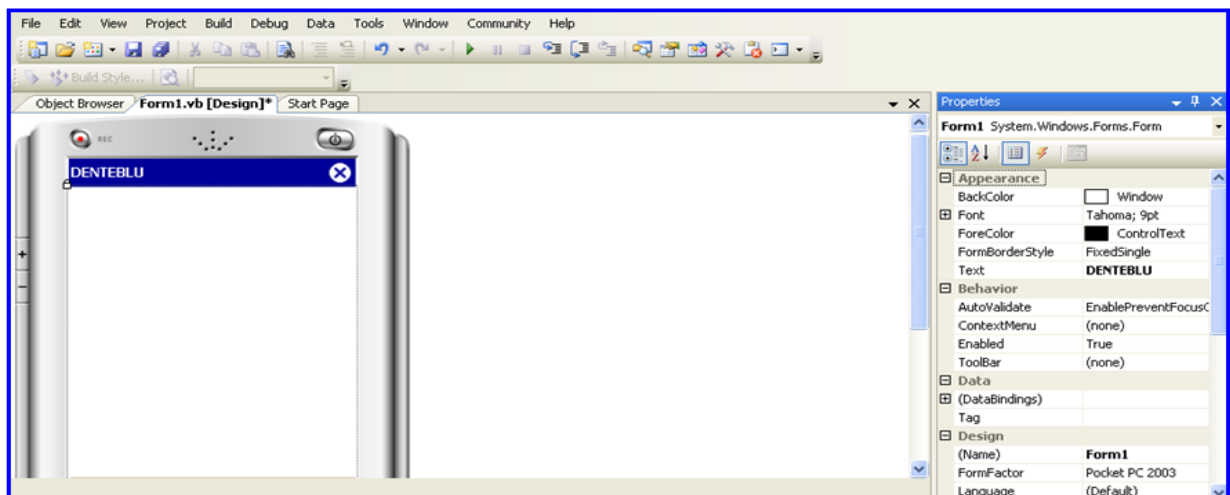 File Edit View Project Build Debug Data Tools Window Community Help
Build Style...
Object Browser Form1.vb [Design]* Start Page
Properties
Form1 System.Windows.Forms.Form
REC
DENTEBLU
Appearance
BackColor Window
Font Tahoma; 9pt
ForeColor ControlText
FormBorderStyle FixedSingle
Text DENTEBLU
Behavior
AutoValidate EnablePreventFocusC
ContextMenu (none)
Enabled True
ToolBar (none)
Data
(DataBindings)
Tag
Design
(Name) Form1
FormFactor Pocket PC 2003
Language (Default)